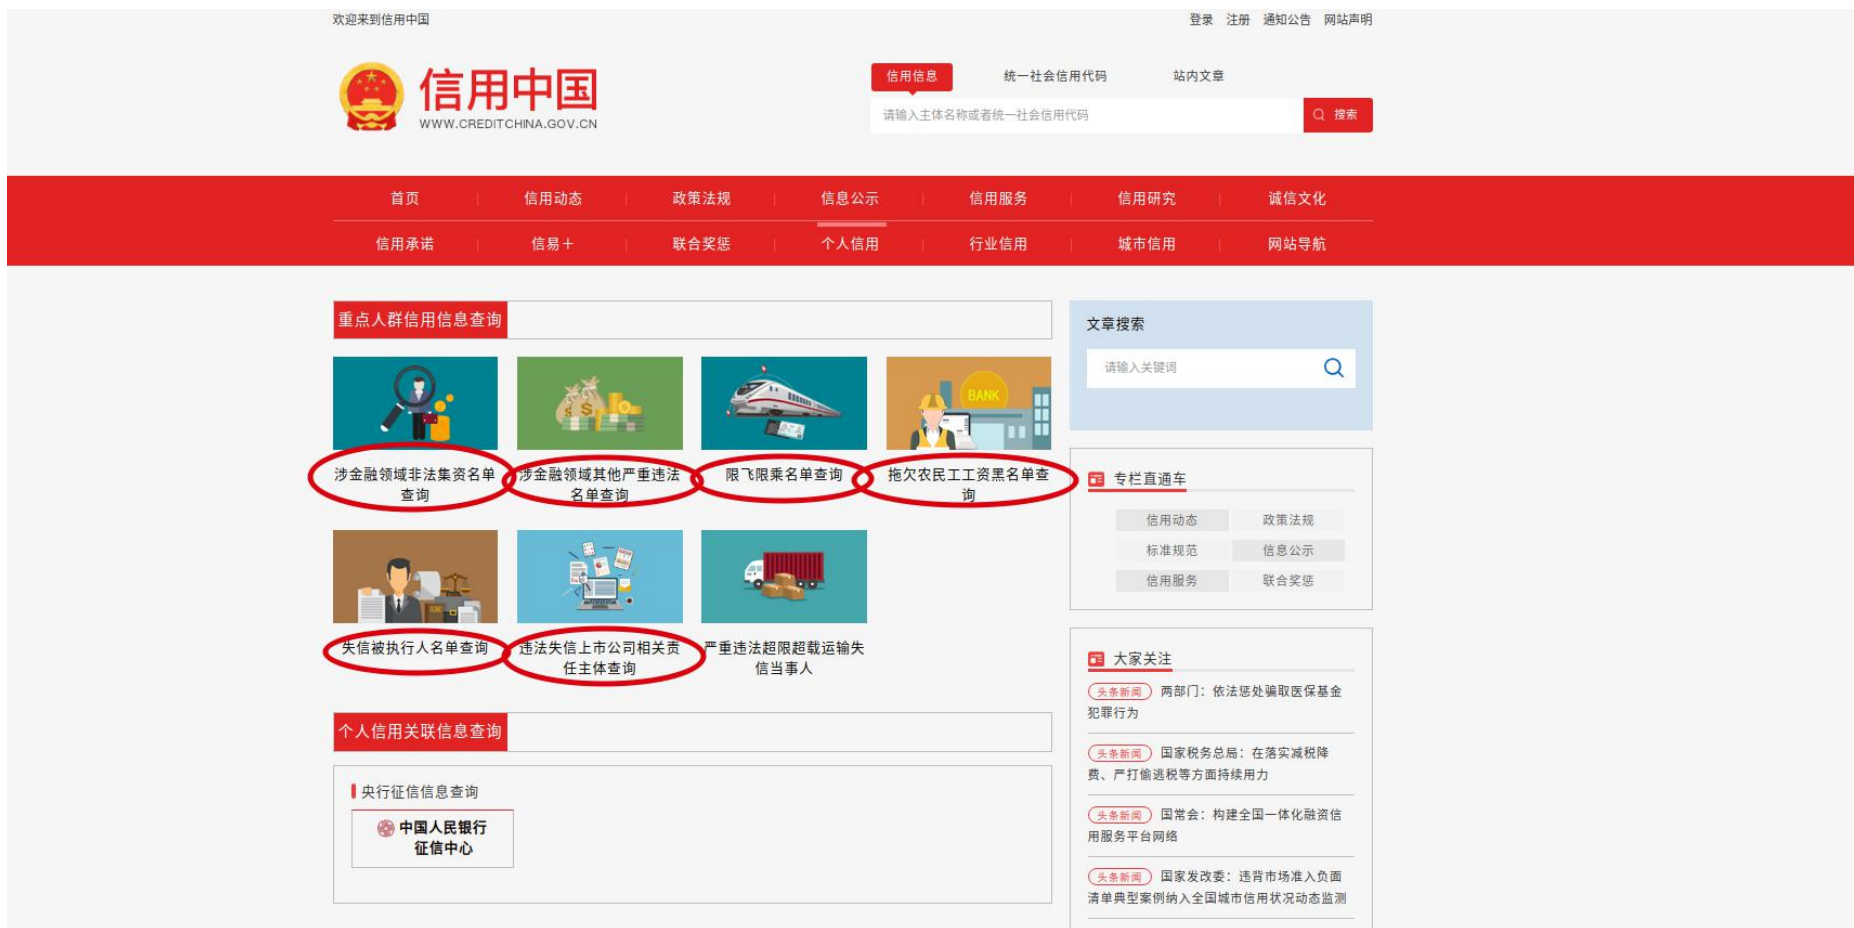 欢迎来到信用中国
登录 注册 通知公告 网站声明
信用中国
WWW.CREDITCHINA.GOV.CN
信用信息 统一社会信用代码 站内文章
请输入主体名称或者统一社会信用代码 搜索
首页 信用动态 政策法规 信息公示 信用服务 信用研究 诚信文化
信用承诺 信易＋ 联合奖惩 个人信用 行业信用 城市信用 网站导航
重点人群信用信息查询
BANK
涉金融领域非法集资名单
查询
涉金融领域其他严重违法
名单查询
限飞限乘名单查询
拖欠农民工工资黑名单查
询
失信被执行人名单查询
违法失信上市公司相关责
任主体查询
严重违法超限超载运输失
信当事人
个人信用关联信息查询
央行征信信息查询
中国人民银行
征信中心
文章搜索
请输入关键词
专栏直通车
信用动态 政策法规
标准规范 信息公示
信用服务 联合奖惩
大家关注
头条新闻 两部门：依法惩处骗取医保基金
犯罪行为
头条新闻 国家税务总局：在落实减税降
费、严打偷逃税等方面持续用力
头条新闻 国常会：构建全国一体化融资信
用服务平台网络
头条新闻 国家发改委：违背市场准入负面
清单典型案例纳入全国城市信用状况动态监测